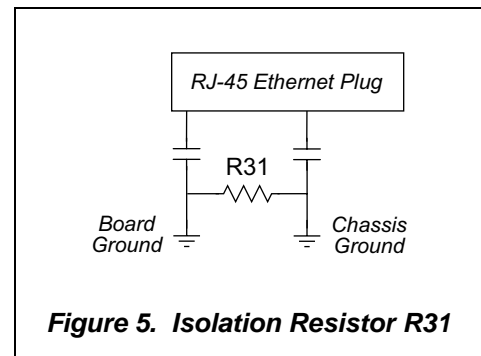 RJ-45 Ethernet Plug
R31
Board
Ground
Chassis
Ground
Figure 5.  Isolation Resistor R31